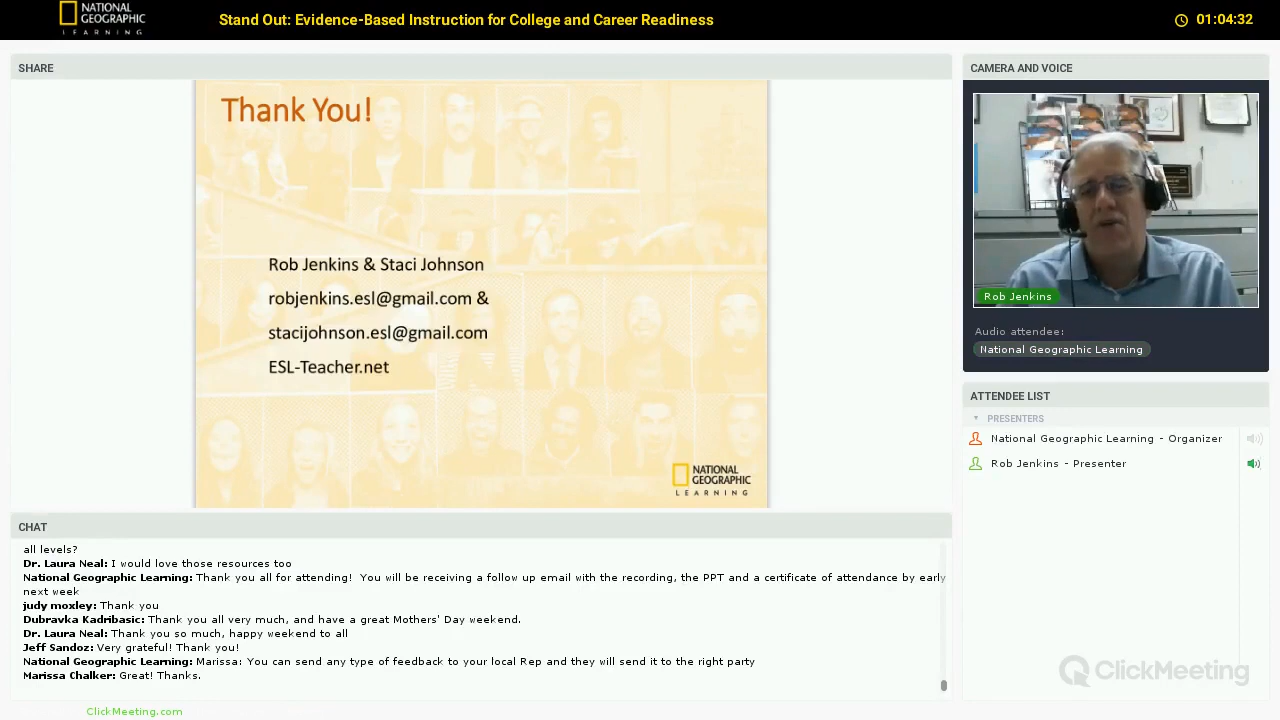 NATIONAL
GEOGRAPHIC
LEARNING
Stand Out: Evidence-Based Instruction for College and Career Readiness
01:04:32
SHARE
Thank You!
Rob Jenkins & Staci Johnson
robjenkins.esl@gmail.com &
stacijohnson.esl@gmail.com
ESL-Teacher.net
NATIONAL
GEOGRAPHIC
LEARNING
CAMERA AND VOICE
Rob Jenkins
Audio attendee:
National Geographic Learning
ATTENDEE LIST
PRESENTERS
National Geographic Learning - Organizer
Rob Jenkins - Presenter
CHAT
all levels?
Dr. Laura Neal: I would love those resources too
National Geographic Learning: Thank you all for attending!  You will be receiving a follow up email with the recording, the PPT and a certificate of attendance by early
next week
judy moxley: Thank you
Dubravka Kadribasic: Thank you all very much, and have a great Mothers' Day weekend.
Dr. Laura Neal: Thank you so much, happy weekend to all
Jeff Sandoz: Very grateful! Thank you!
National Geographic Learning: Marissa: You can send any type of feedback to your local Rep and they will send it to the right party
Marissa Chalker: Great! Thanks.
ClickMeeting
ClickMeeting.com